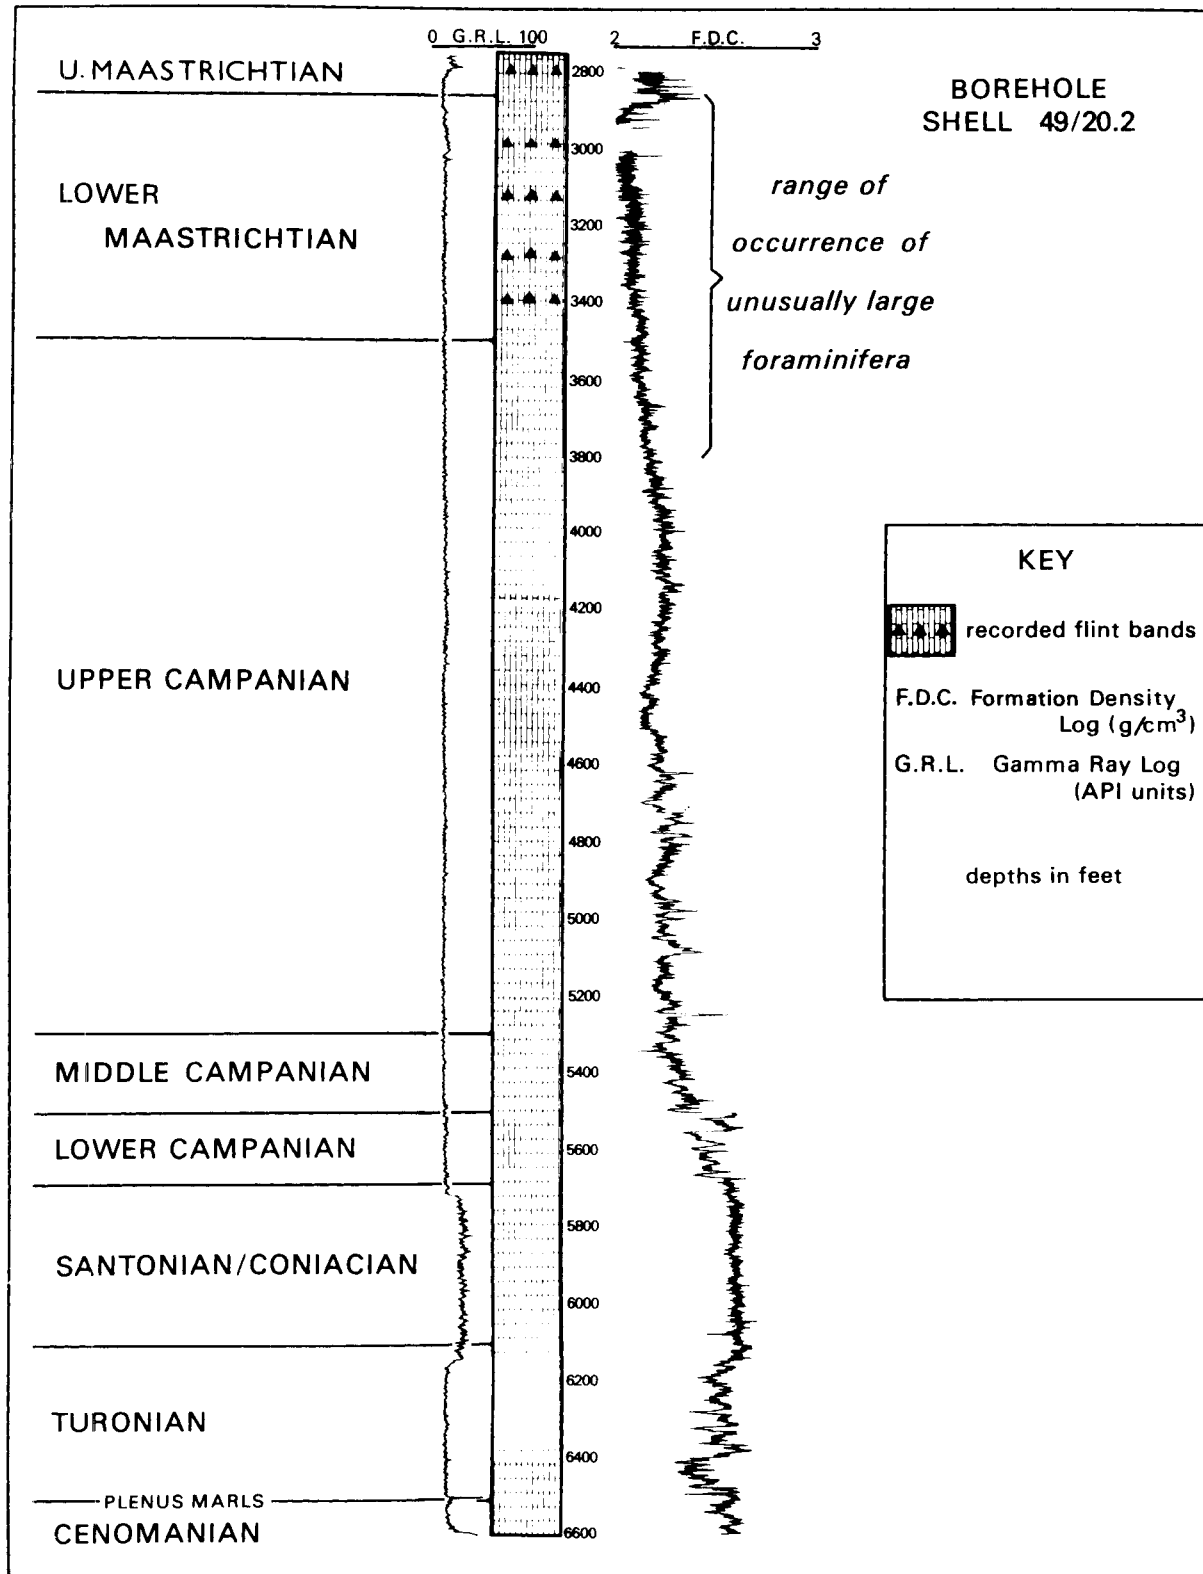 0 G.R.L. 100
2 F.D.C. 3
U. MAASTRICHTIAN
LOWER
MAASTRICHTIAN
UPPER CAMPANIAN
MIDDLE CAMPANIAN
LOWER CAMPANIAN
SANTONIAN/CONIACIAN
TURONIAN
PLENUS MARLS
CENOMANIAN
2800
3000
3200
3400
3600
3800
4000
4200
4400
4600
4800
5000
5200
5400
5600
5800
6000
6200
6400
6600
range of
occurrence of
unusually large
foraminifera
BOREHOLE
SHELL 49/20.2
KEY
recorded flint bands
F.D.C. Formation Density
Log (g/cm³)
G.R.L. Gamma Ray Log
(API units)
depths in feet